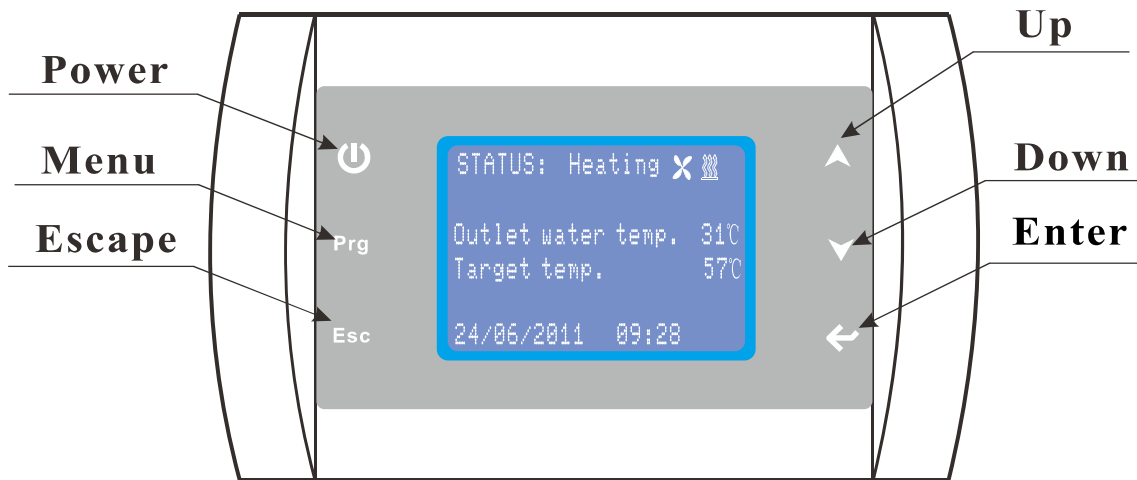 Power
Menu
Escape
Prg
Esc
STATUS: Heating
Outlet water temp. 31℃
Target temp. 57℃
24/06/2011 09:28
Up
Down
Enter